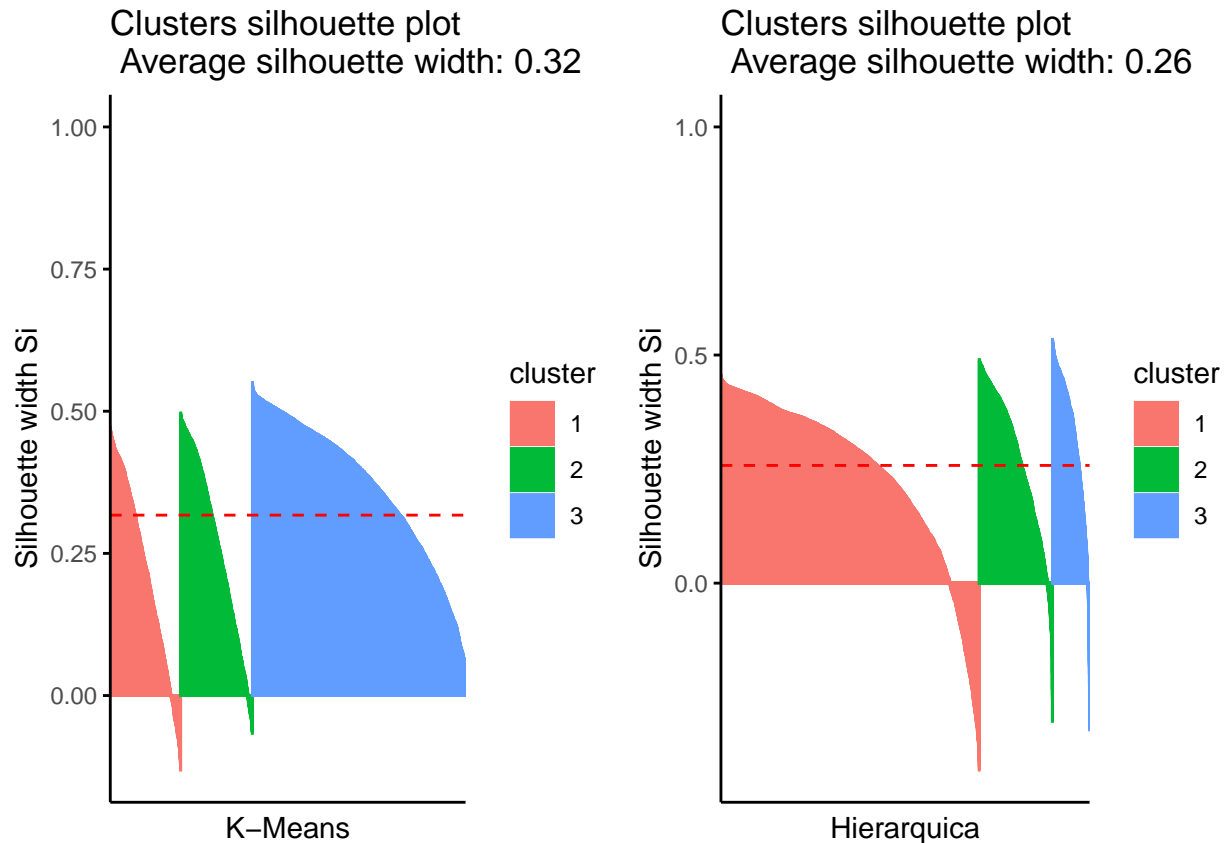 Clusters silhouette plot
Average silhouette width: 0.32
1.00
0.75
0.50
0.25
0.00
Silhouette width Si
K−Means
cluster
1
2
3
Clusters silhouette plot
Average silhouette width: 0.26
1.0
0.5
0.0
Silhouette width Si
Hierarquica
cluster
1
2
3